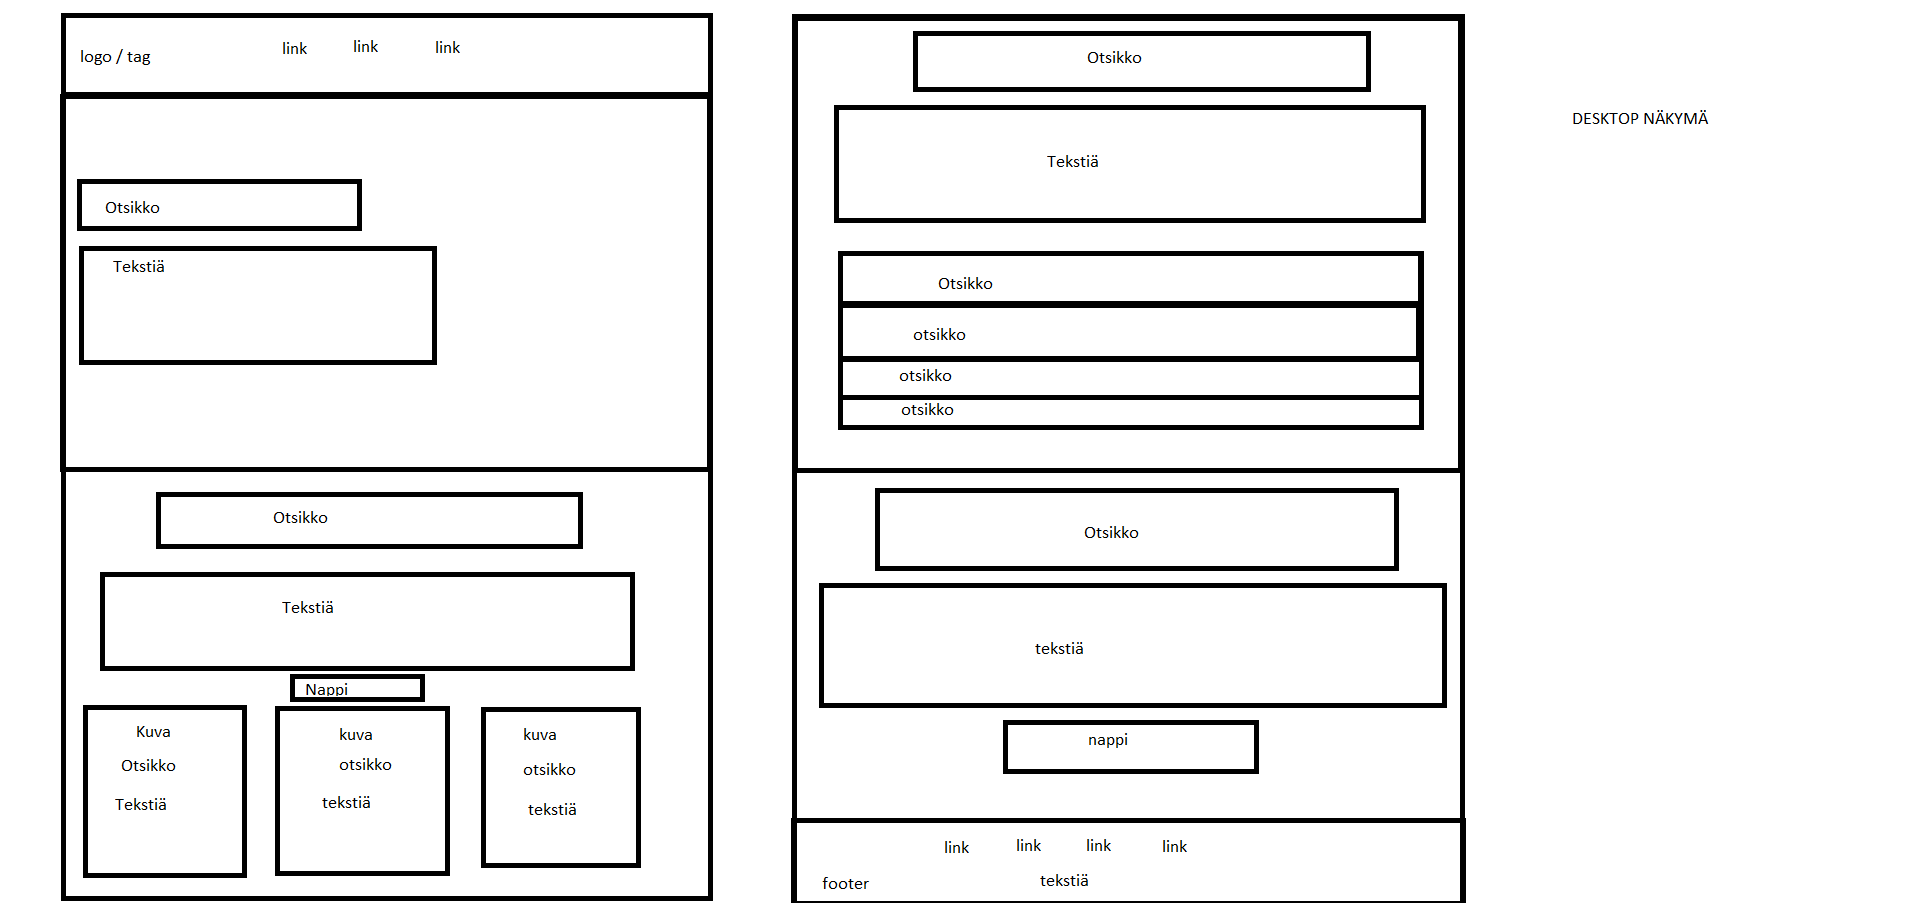 logo / tag
link
link
link
Otsikko
Tekstiä
Otsikko
Tekstiä
Nappi
Kuva
Otsikko
Tekstiä
kuva
otsikko
tekstiä
kuva
otsikko
tekstiä
Otsikko
Tekstiä
Otsikko
otsikko
otsikko
otsikko
Otsikko
tekstiä
nappi
link
link
link
link
footer
tekstiä
DESKTOP NÄKYMÄ